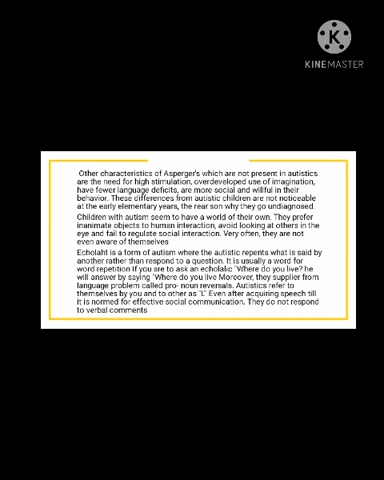 K
KINEMASTER
Other characteristics of Asperger's which are not present in autistics
are the need for high stimulation, overdeveloped use of imagination,
have fewer language deficits, are more social and willful in their
behavior. These differences from autistic children are not noticeable
at the early elementary years, the rear son why they go undiagnosed.
Children with autism seem to have a world of their own. They prefer
inanimate objects to human interaction, avoid looking at others in the
eye and fail to regulate social interaction. Very often, they are not
even aware of themselves
Echolaht is a form of autism where the autistic repents what is said by
another rather than respond to a question. It is usually a word for
word repetition If you are to ask an echolalic "Where do you live? he
will answer by saying "Where do you live Moreover, they supplier from
language problem called pro- noun reversals. Autistics refer to
themselves by you and to other as "I." Even after acquiring speech till
it is normed for effective social communication. They do not respond
to verbal comments